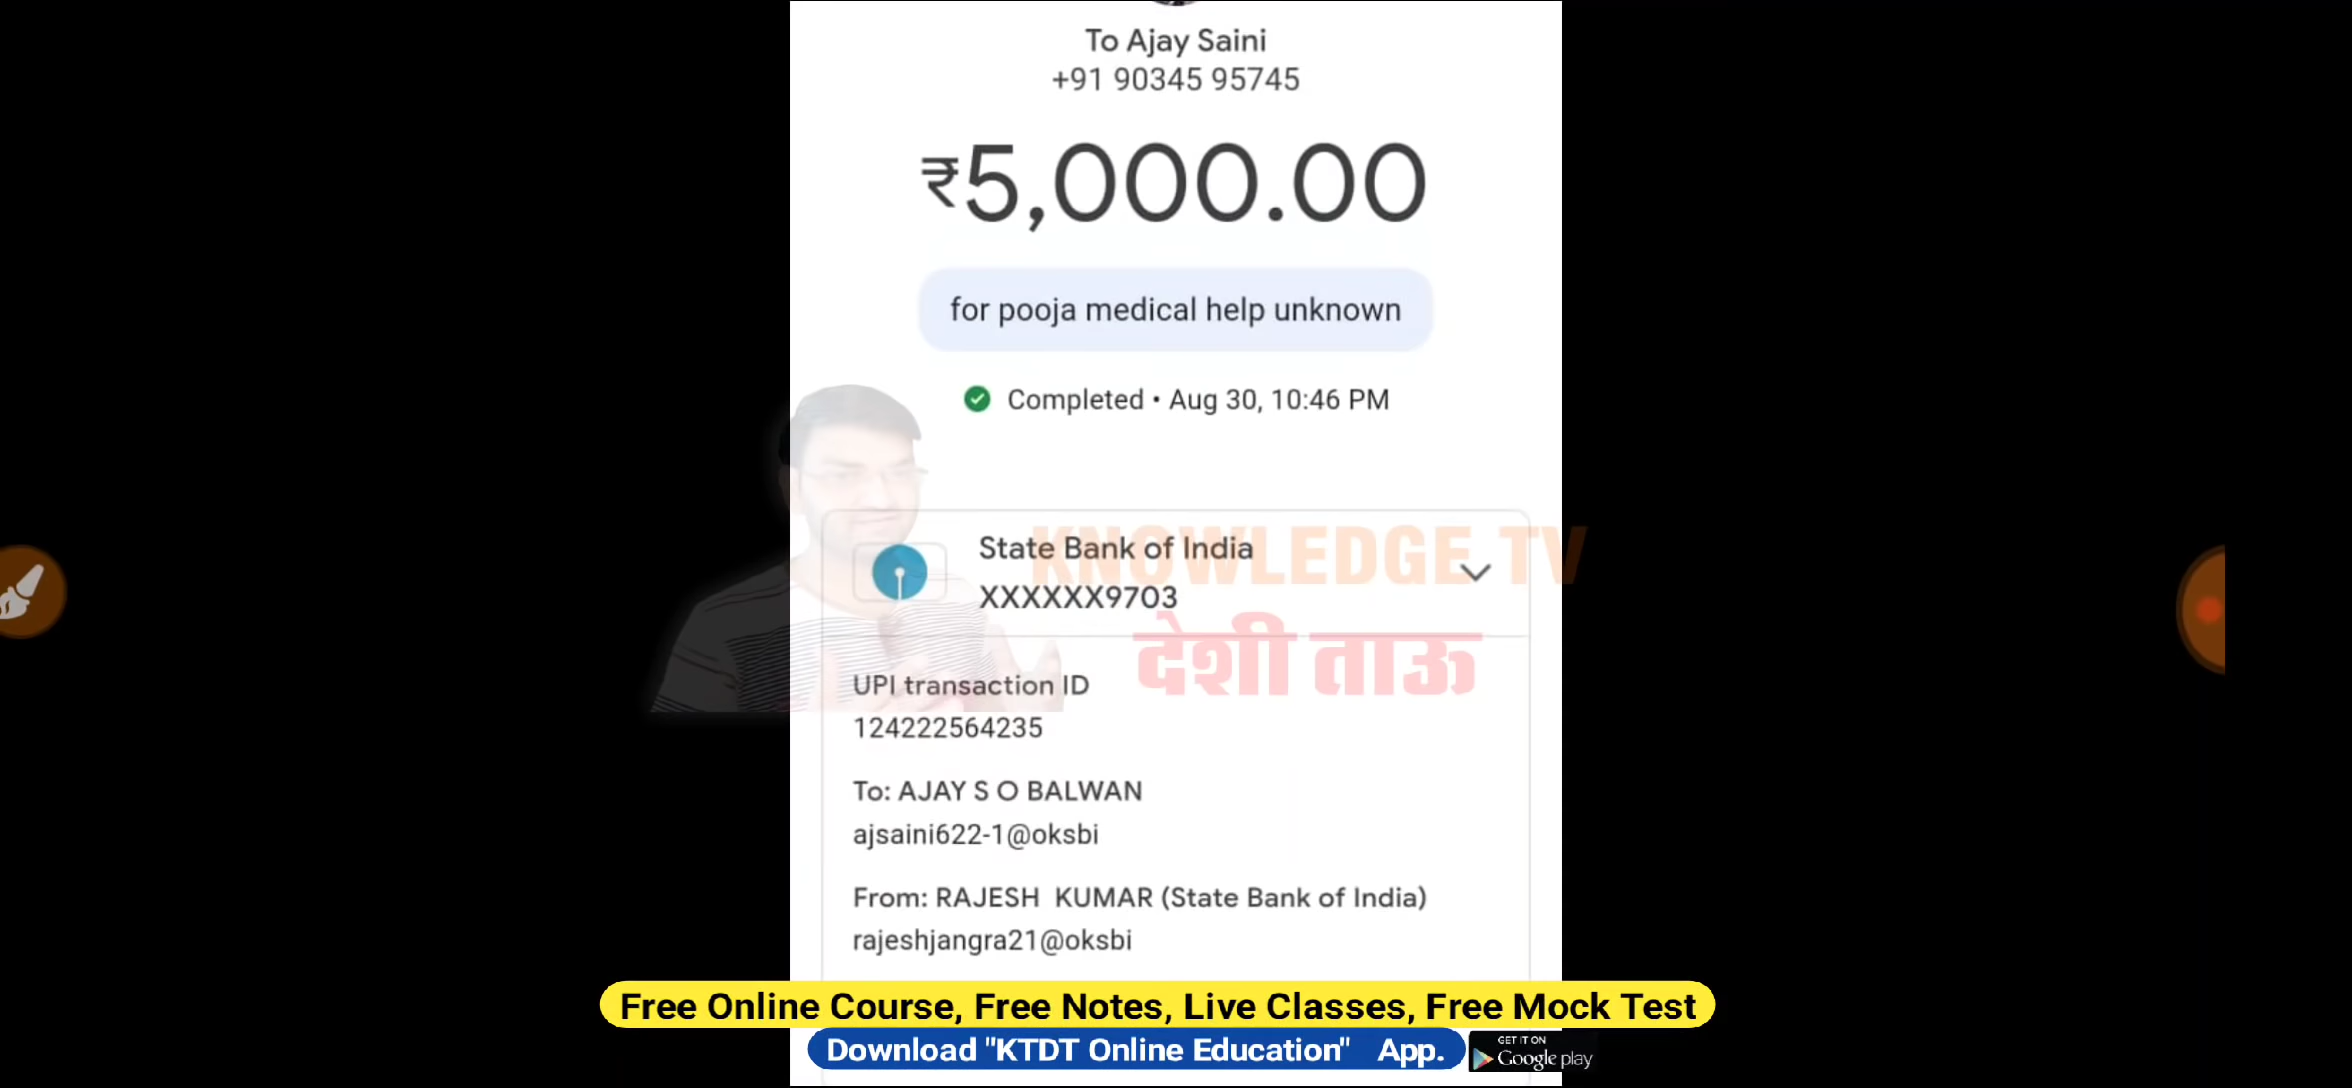 To Ajay Saini
+91 90345 95745
₹5,000.00
for pooja medical help unknown
Completed • Aug 30, 10:46 PM
State Bank of India
XXXXXX9703
KNOWLEDGE TV
देशी ताऊ
UPI transaction ID
124222564235
To: AJAY S O BALWAN
ajsaini622-1@oksbi
From: RAJESH KUMAR (State Bank of India)
rajeshjangra21@oksbi
Free Online Course, Free Notes, Live Classes, Free Mock Test
Download "KTDT Online Education" App.
GET IT ON
Google play